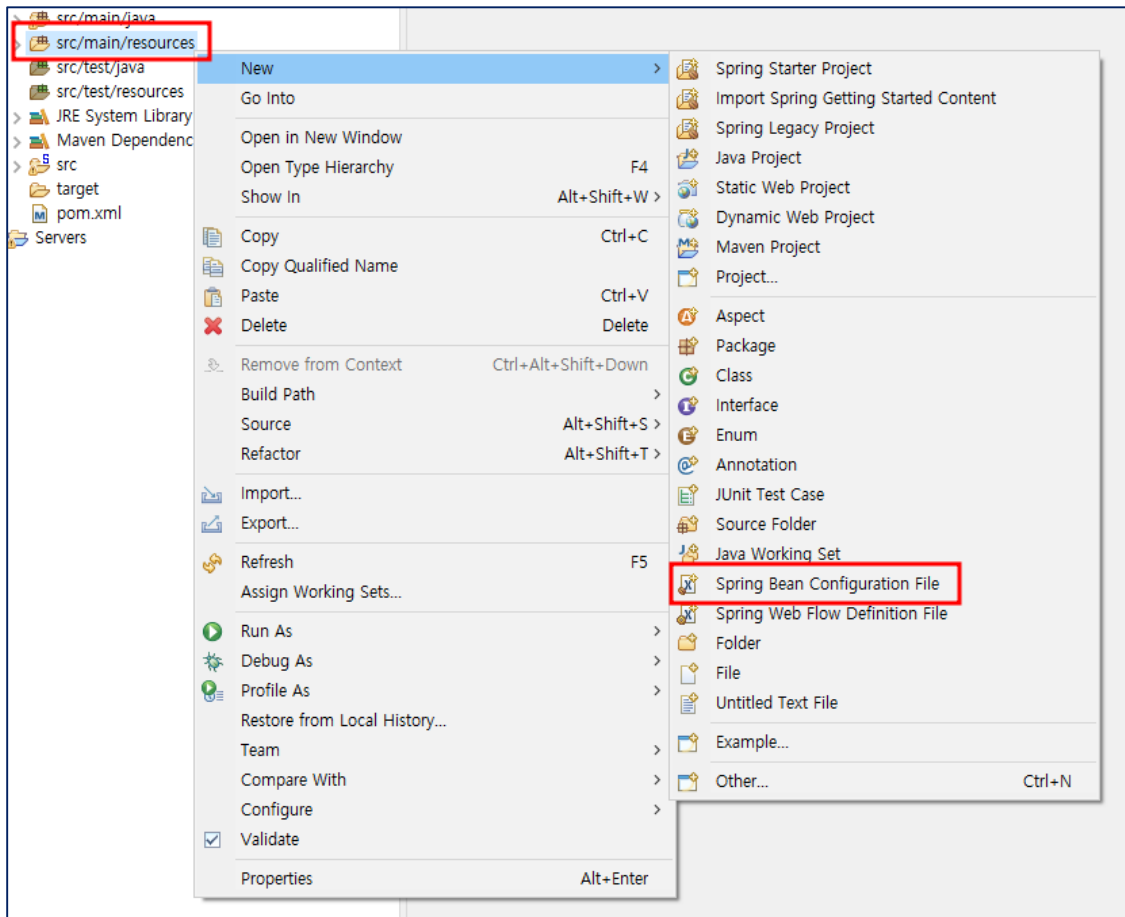 src/main/java
src/main/resources
src/test/java
src/test/resources
JRE System Library
Maven Dependenc
src
target
pom.xml
Servers
New
Go Into
Open in New Window
Open Type Hierarchy F4
Show In Alt+Shift+W >
Copy Ctrl+C
Copy Qualified Name
Paste Ctrl+V
Delete Delete
Remove from Context Ctrl+Alt+Shift+Down
Build Path
Source Alt+Shift+S >
Refactor Alt+Shift+T >
Import...
Export...
Refresh F5
Assign Working Sets...
Run As
Debug As
Profile As
Restore from Local History...
Team
Compare With
Configure
Validate
Properties Alt+Enter
Spring Starter Project
Import Spring Getting Started Content
Spring Legacy Project
Java Project
Static Web Project
Dynamic Web Project
Maven Project
Project...
Aspect
Package
Class
Interface
Enum
Annotation
JUnit Test Case
Source Folder
Java Working Set
Spring Bean Configuration File
Spring Web Flow Definition File
Folder
File
Untitled Text File
Example...
Other... Ctrl+N